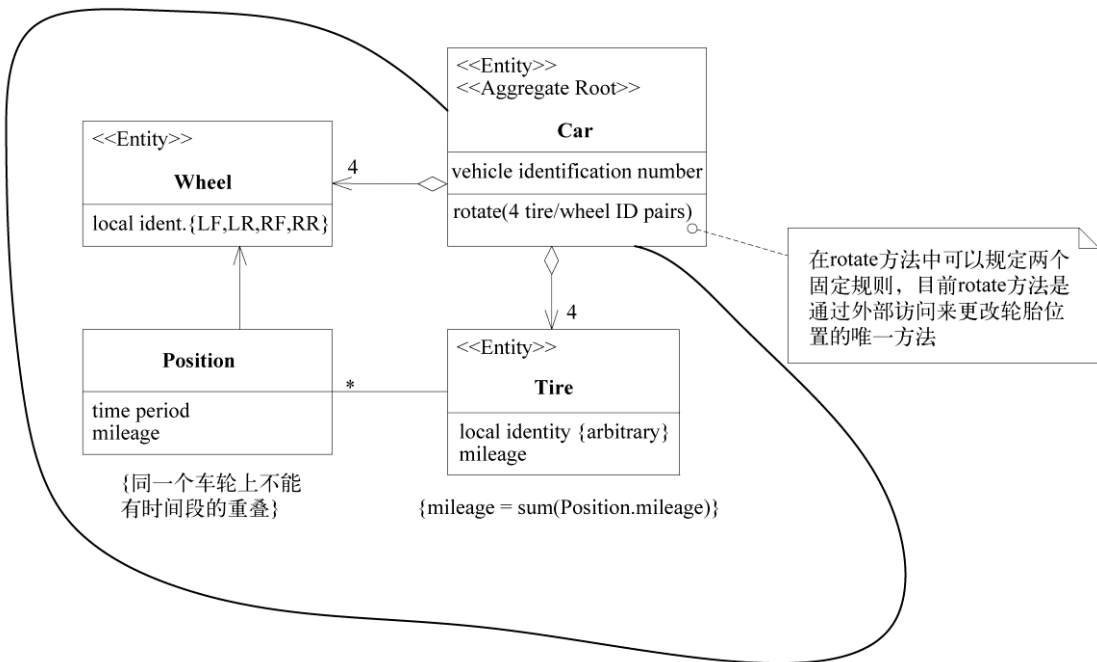 <<Entity>>
<<Aggregate Root>>
Car
vehicle identification number
rotate(4 tire/wheel ID pairs)
<<Entity>>
Wheel
local ident.{LF,LR,RF,RR}
4
在rotate方法中可以规定两个
固定规则，目前rotate方法是
通过外部访问来更改轮胎位
置的唯一方法
4
Position
time period
mileage
*
<<Entity>>
Tire
local identity {arbitrary}
mileage
{同一个车轮上不能
有时间段的重叠}
{mileage = sum(Position.mileage)}